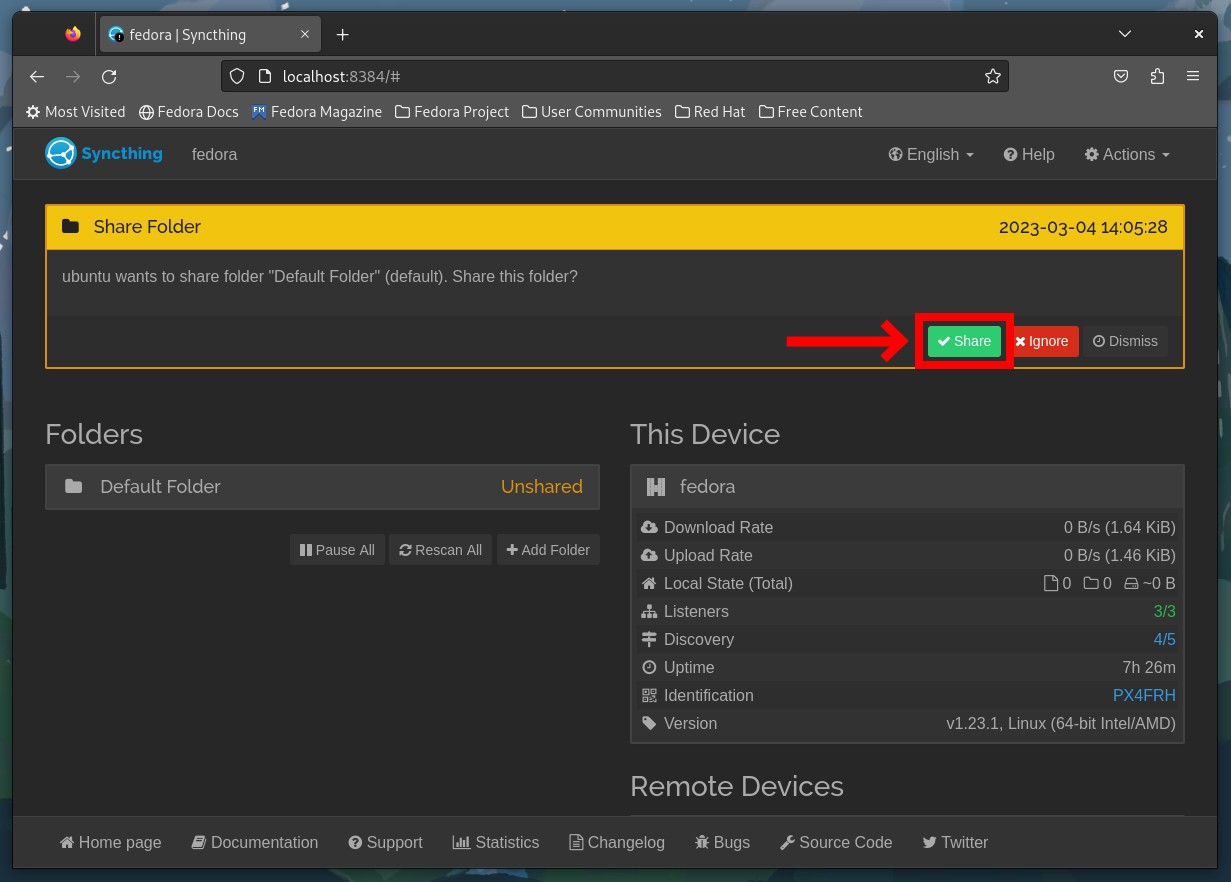 fedora | Syncthing
localhost:8384/#
Most Visited Fedora Docs FM Fedora Magazine Fedora Project User Communities Red Hat Free Content
Syncthing fedora English Help Actions
Share Folder 2023-03-04 14:05:28
ubuntu wants to share folder "Default Folder" (default). Share this folder?
Share Ignore Dismiss
Folders
Default Folder Unshared
Pause All Rescan All Add Folder
This Device
fedora
Download Rate 0 B/s (1.64 KiB)
Upload Rate 0 B/s (1.46 KiB)
Local State (Total) 0 0 ~0 B
Listeners 3/3
Discovery 4/5
Uptime 7h 26m
Identification PX4FRH
Version v1.23.1, Linux (64-bit Intel/AMD)
Remote Devices
Home page Documentation Support Statistics Changelog Bugs Source Code Twitter